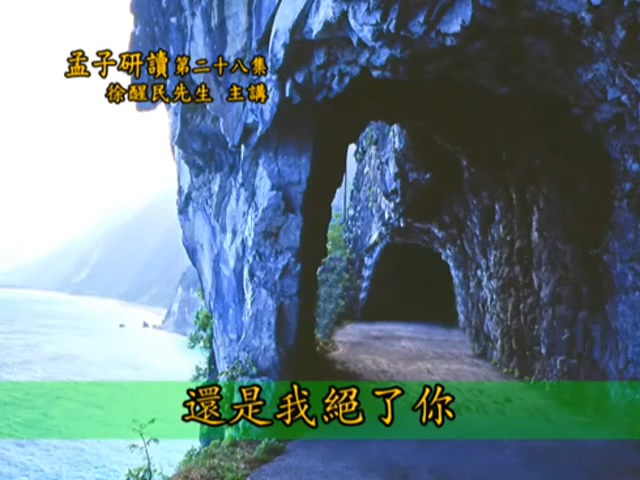 孟子研讀 第二十八集
徐醒民先生 主講
還是我絕了你